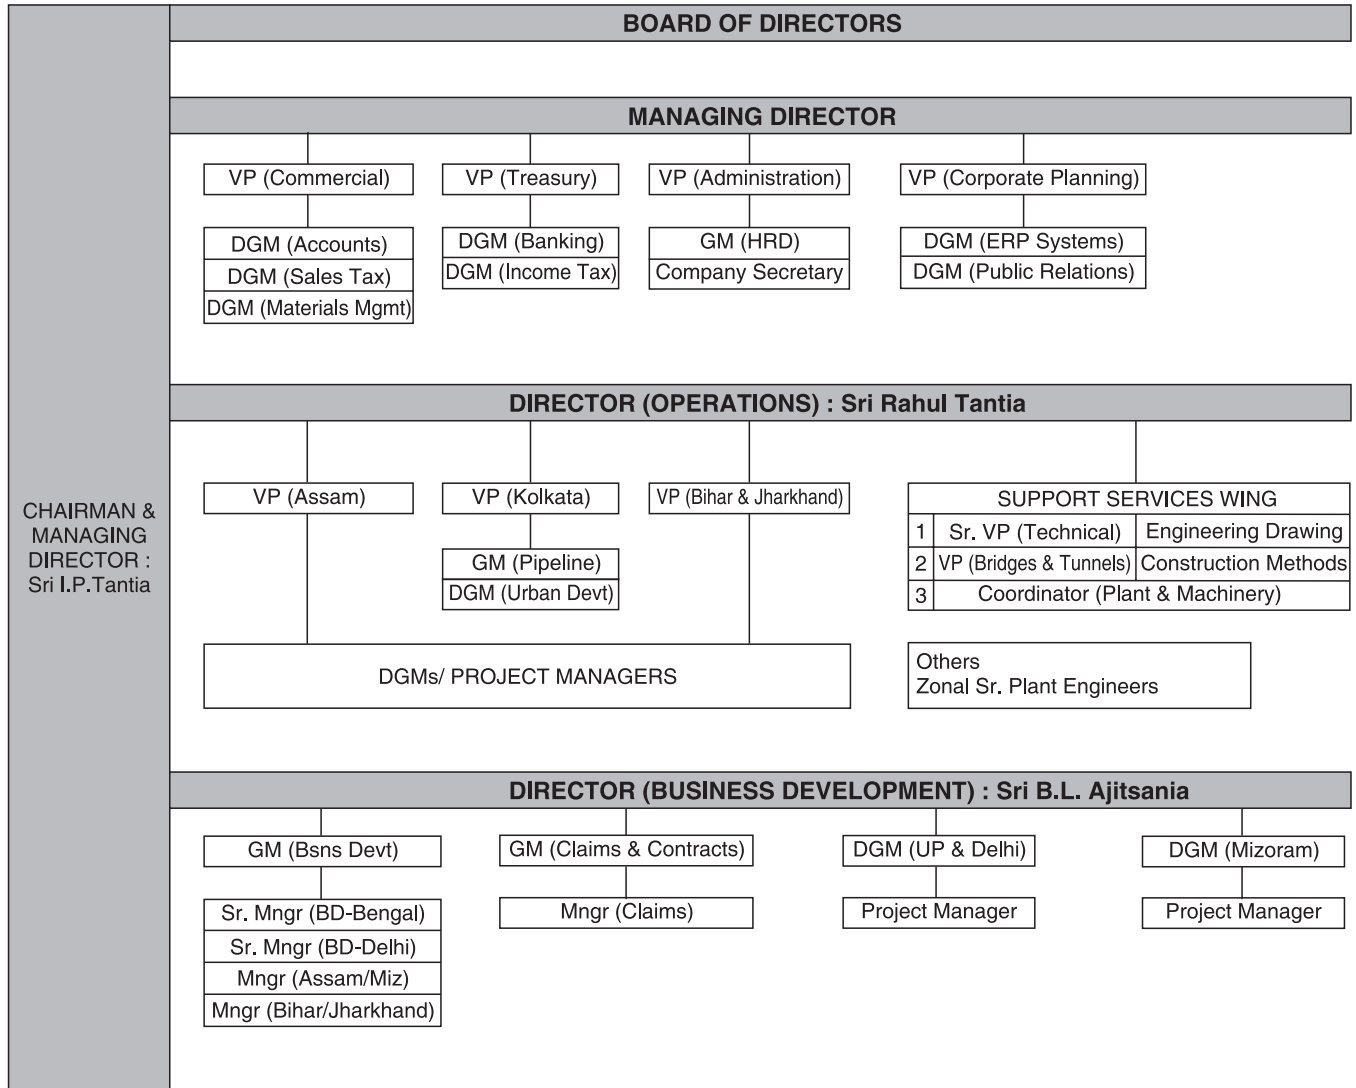 BOARD OF DIRECTORS
MANAGING DIRECTOR
VP (Commercial)
DGM (Accounts)
DGM (Sales Tax)
DGM (Materials Mgmt)
VP (Treasury)
DGM (Banking)
DGM (Income Tax)
VP (Administration)
GM (HRD)
Company Secretary
VP (Corporate Planning)
DGM (ERP Systems)
DGM (Public Relations)
DIRECTOR (OPERATIONS) : Sri Rahul Tantia
VP (Assam)
VP (Kolkata)
GM (Pipeline)
DGM (Urban Devt)
VP (Bihar & Jharkhand)
DGMs/ PROJECT MANAGERS
SUPPORT SERVICES WING
1 Sr. VP (Technical) Engineering Drawing
2 VP (Bridges & Tunnels) Construction Methods
3 Coordinator (Plant & Machinery)
Others
Zonal Sr. Plant Engineers
CHAIRMAN &
MANAGING
DIRECTOR :
Sri I.P.Tantia
DIRECTOR (BUSINESS DEVELOPMENT) : Sri B.L. Ajitsania
GM (Bsns Devt)
Sr. Mngr (BD-Bengal)
Sr. Mngr (BD-Delhi)
Mngr (Assam/Miz)
Mngr (Bihar/Jharkhand)
GM (Claims & Contracts)
Mngr (Claims)
DGM (UP & Delhi)
Project Manager
DGM (Mizoram)
Project Manager